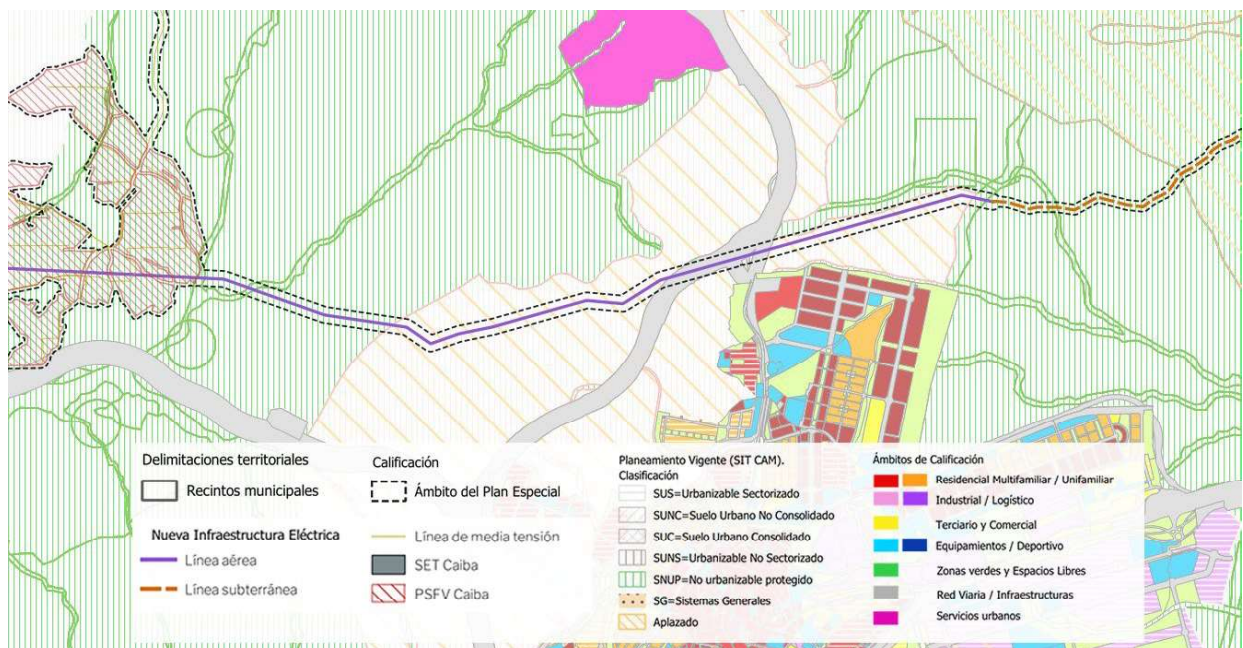 Delimitaciones territoriales
Recintos municipales
Nueva Infraestructura Eléctrica
Línea aérea
Línea subterránea
Calificación
Ámbito del Plan Especial
Línea de media tensión
SET Caiba
PSFV Caiba
Planeamiento Vigente (SIT CAM).
Clasificación
SUS=Urbanizable Sectorizado
SUNC=Suelo Urbano No Consolidado
SUC=Suelo Urbano Consolidado
SUNS=Urbanizable No Sectorizado
SNUP=No urbanizable protegido
SG=Sistemas Generales
Aplazado
Ámbitos de Calificación
Residencial Multifamiliar / Unifamiliar
Industrial / Logístico
Terciario y Comercial
Equipamientos / Deportivo
Zonas verdes y Espacios Libres
Red Viaria / Infraestructuras
Servicios urbanos